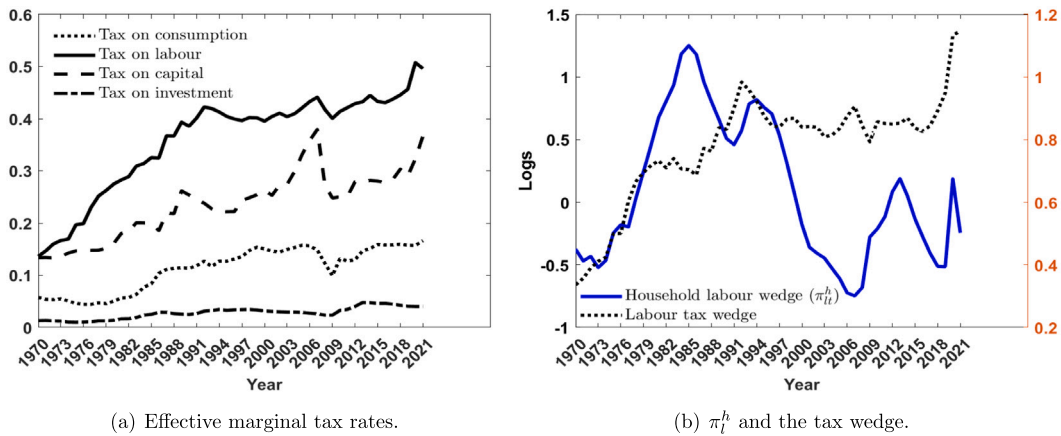 0.6
0.5
0.4
0.3
0.2
0.1
0
Tax on consumption
Tax on labour
Tax on capital
Tax on investment
1970 1973 1976 1979 1982 1985 1988 1991 1994 1997 2000 2003 2006 2009 2012 2015 2018 2021
Year
(a) Effective marginal tax rates.
1.5
1
0.5
0
-0.5
-1
Logs
1.2
1
0.8
0.6
0.4
0.2
Household labour wedge (π_{lt}^h)
Labour tax wedge
1970 1973 1976 1979 1982 1985 1988 1991 1994 1997 2000 2003 2006 2009 2012 2015 2018 2021
Year
(b) π_l^h and the tax wedge.